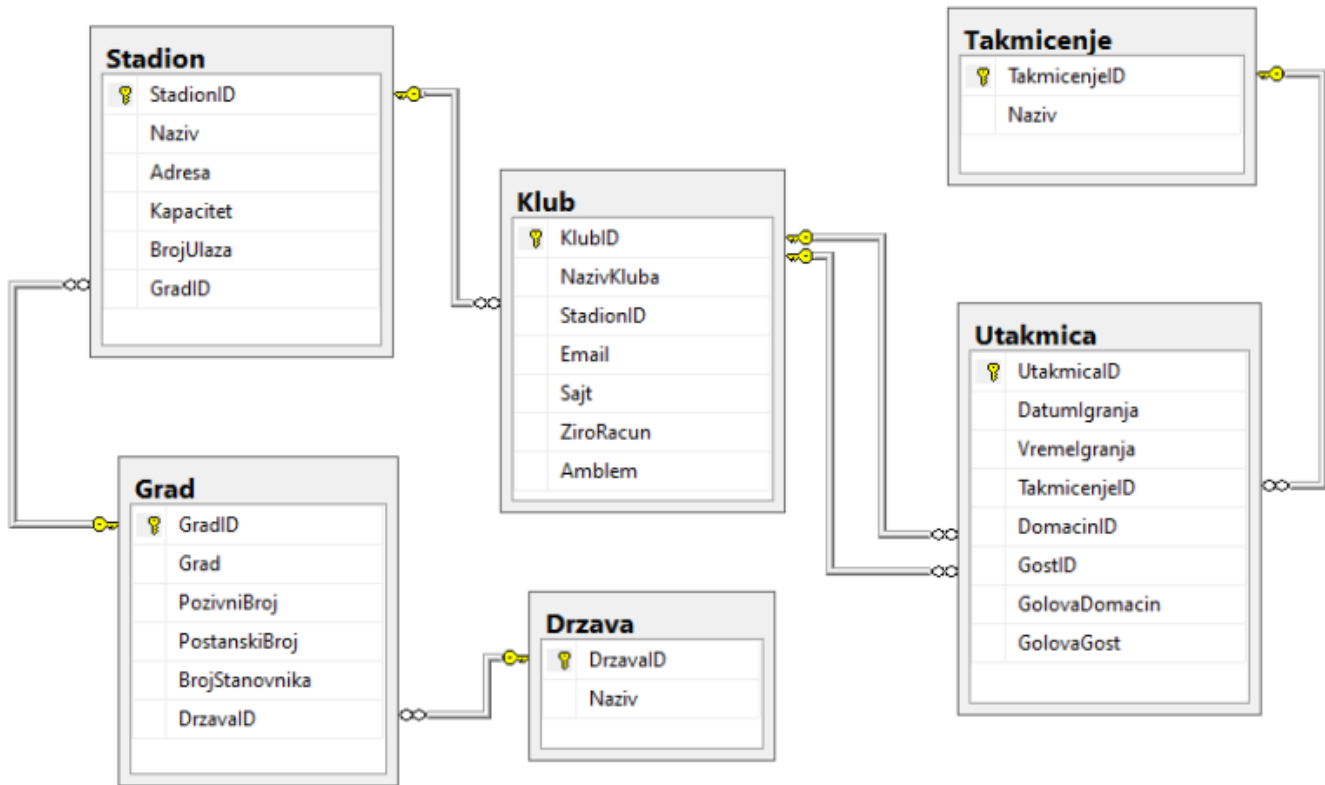 Stadion
StadionID
Naziv
Adresa
Kapacitet
BrojUlaza
GradID
Takmicenje
TakmicenjeID
Naziv
Klub
KlubID
NazivKluba
StadionID
Email
Sajt
ZiroRacun
Amblem
Utakmica
UtakmicaID
DatumIgranja
VremeIgranja
TakmicenjeID
DomacinID
GostID
GolovaDomacin
GolovaGost
Grad
GradID
Grad
PozivniBroj
PostanskiBroj
BrojStanovnika
DrzavaID
Drzava
DrzavaID
Naziv